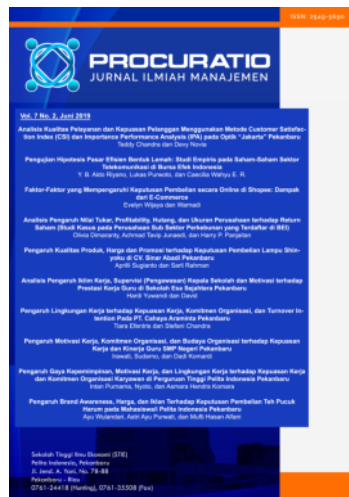 ISSN: 2549-9690
PROCURATIO
JURNAL ILMIAH MANAJEMEN
Vol. 7 No. 2, Juni 2019
Analisis Kualitas Pelayanan dan Kepuasan Pelanggan Menggunakan Metode Customer Satisfac-
tion Index (CSI) dan Importance Performance Analysis (IPA) pada Optik "Jakarta" Pekanbaru
Teddy Chandra dan Devy Novia
Pengujian Hipotesis Pasar Efisien Bentuk Lemah: Studi Empiris pada Saham-Saham Sektor
Telekomunikasi di Bursa Efek Indonesia
Y. B. Aldo Riyano, Lukas Purwoto, dan Caecilia Wahyu E. R.
Faktor-Faktor yang Mempengaruhi Keputusan Pembelian secara Online di Shopee: Dampak
dari E-Commerce
Evelyn Wijaya dan Warnadi
Analisis Pengaruh Nilai Tukar, Profitability, Hutang, dan Ukuran Perusahaan terhadap Return
Saham (Studi Kasus pada Perusahaan Sub Sektor Perkebunan yang Terdaftar di BEI)
Olivia Dimaranty, Achmad Tavip Junaedi, dan Harry P. Panjaitan
Pengaruh Kualitas Produk, Harga dan Promosi terhadap Keputusan Pembelian Lampu Shin-
yoku di CV. Sinar Abadi Pekanbaru
Aprilli Sugianto dan Sarli Rahman
Analisis Pengaruh Iklim Kerja, Supervisi (Pengawasan) Kepada Sekolah dan Motivasi terhadap
Prestasi Kerja Guru di Sekolah Esa Sejahtera Pekanbaru
Hardi Yuwandi dan David
Pengaruh Lingkungan Kerja terhadap Kepuasan Kerja, Komitmen Organisasi, dan Turnover In-
tention Pada PT. Cahaya Araminta Pekanbaru
Tiara Efentris dan Stefani Chandra
Pengaruh Motivasi Kerja, Komitmen Organisasi, dan Budaya Organisasi terhadap Kepuasan
Kerja dan Kinerja Guru SMP Negeri Pekanbaru
Irawati, Sudarno, dan Dadi Komardi
Pengaruh Gaya Kepemimpinan, Motivasi Kerja, dan Lingkungan Kerja terhadap Kepuasan Kerja
dan Komitmen Organisasi Karyawan di Perguruan Tinggi Pelita Indonesia Pekanbaru
Intan Purnama, Nyoto, dan Asmara Hendra Komara
Pengaruh Brand Awareness, Harga, dan Iklan Terhadap Keputusan Pembelian Teh Pucuk
Harum pada Mahasiswa/i Pelita Indonesia Pekanbaru
Ayu Wulandari, Astri Ayu Purwati, dan Mufti Hasan Alfani
Sekolah Tinggi Ilmu Ekonomi (STIE)
Pelita Indonesia, Pekanbaru
Jl. Jend. A. Yani, No. 78-88
Pekanbaru - Riau
0761-24418 (Hunting), 0761-35508 (Fax)